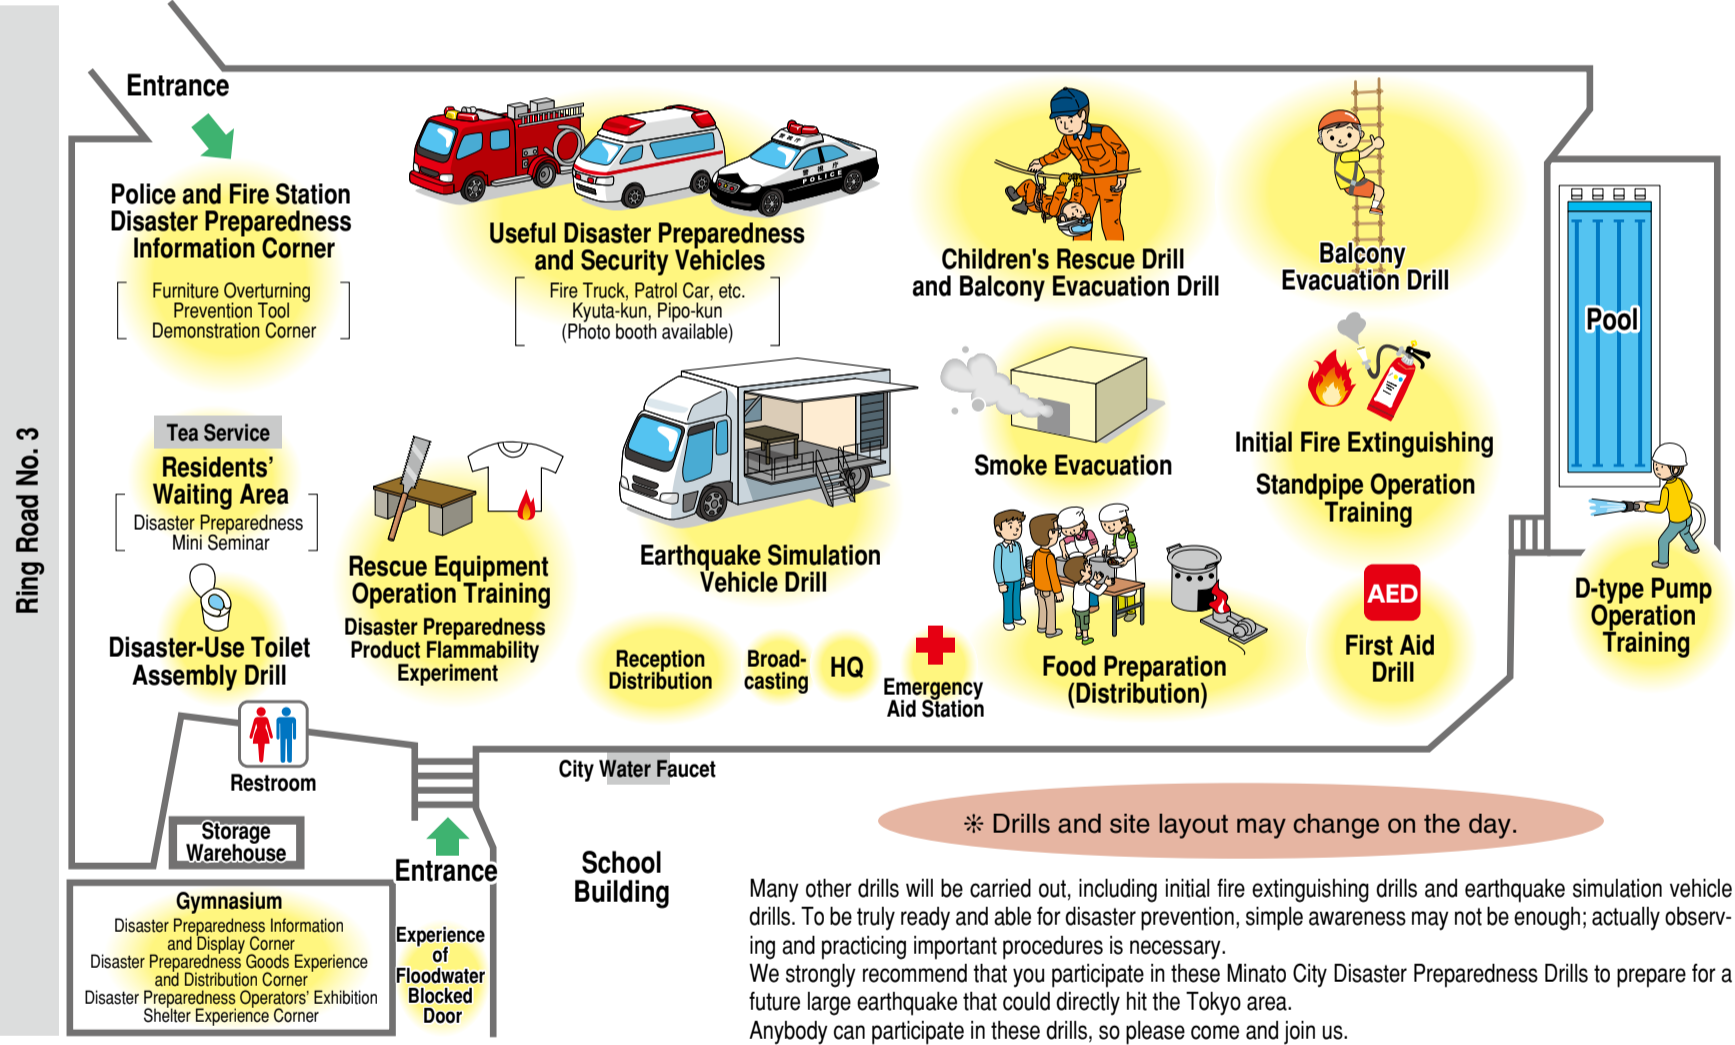 Ring Road No. 3
Entrance
Police and Fire Station
Disaster Preparedness
Information Corner
Furniture Overturning
Prevention Tool
Demonstration Corner
POLICE
Useful Disaster Preparedness
and Security Vehicles
Fire Truck, Patrol Car, etc.
Kyuta-kun, Pipo-kun
(Photo booth available)
Children's Rescue Drill
and Balcony Evacuation Drill
Balcony
Evacuation Drill
Pool
Tea Service
Residents’
Waiting Area
Disaster Preparedness
Mini Seminar
Disaster-Use Toilet
Assembly Drill
Rescue Equipment
Operation Training
Disaster Preparedness
Product Flammability
Experiment
Earthquake Simulation
Vehicle Drill
Smoke Evacuation
Initial Fire Extinguishing
Standpipe Operation
Training
D-type Pump
Operation
Training
AED
First Aid
Drill
Reception
Distribution
Broad-
casting
HQ
Emergency
Aid Station
Food Preparation
(Distribution)
Restroom
Storage
Warehouse
City Water Faucet
Entrance
School
Building
Gymnasium
Disaster Preparedness Information
and Display Corner
Disaster Preparedness Goods Experience
and Distribution Corner
Disaster Preparedness Operators’ Exhibition
Shelter Experience Corner
Experience
of
Floodwater
Blocked
Door
※ Drills and site layout may change on the day.
Many other drills will be carried out, including initial fire extinguishing drills and earthquake simulation vehicle
drills. To be truly ready and able for disaster prevention, simple awareness may not be enough; actually observ-
ing and practicing important procedures is necessary.
We strongly recommend that you participate in these Minato City Disaster Preparedness Drills to prepare for a
future large earthquake that could directly hit the Tokyo area.
Anybody can participate in these drills, so please come and join us.